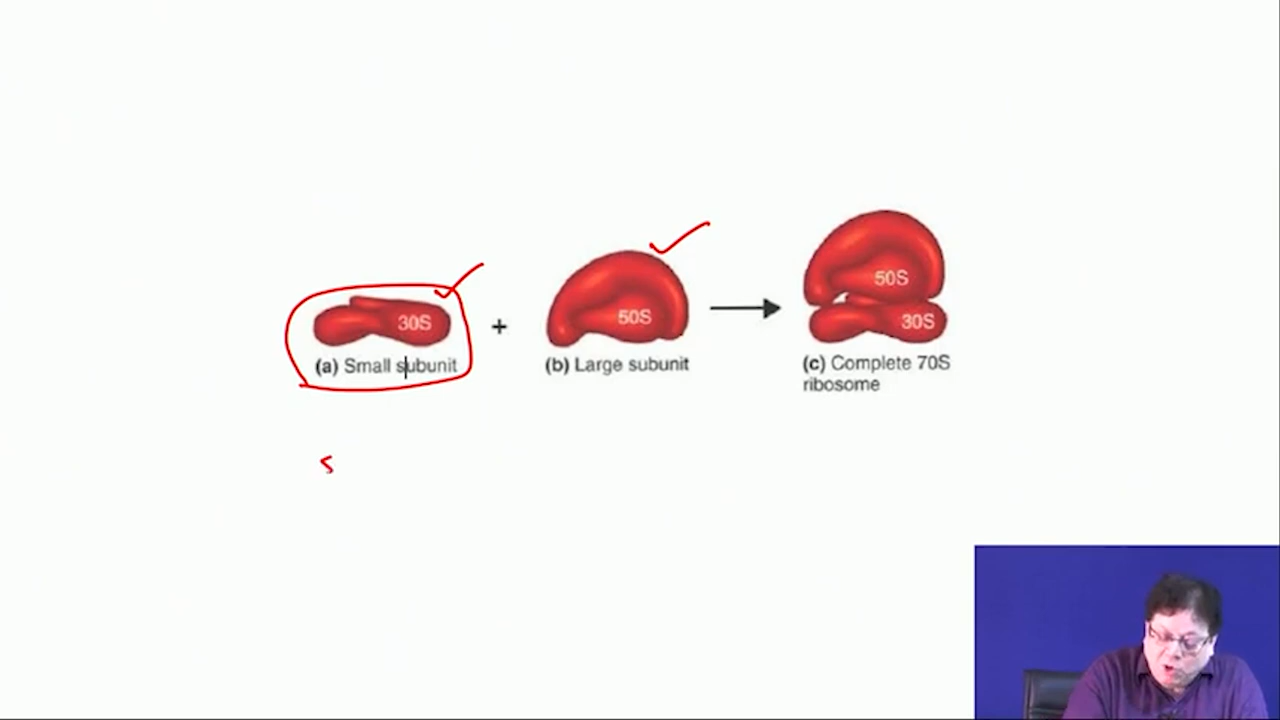 30S
(a) Small subunit
+
50S
(b) Large subunit
50S
30S
(c) Complete 70S
ribosome
s